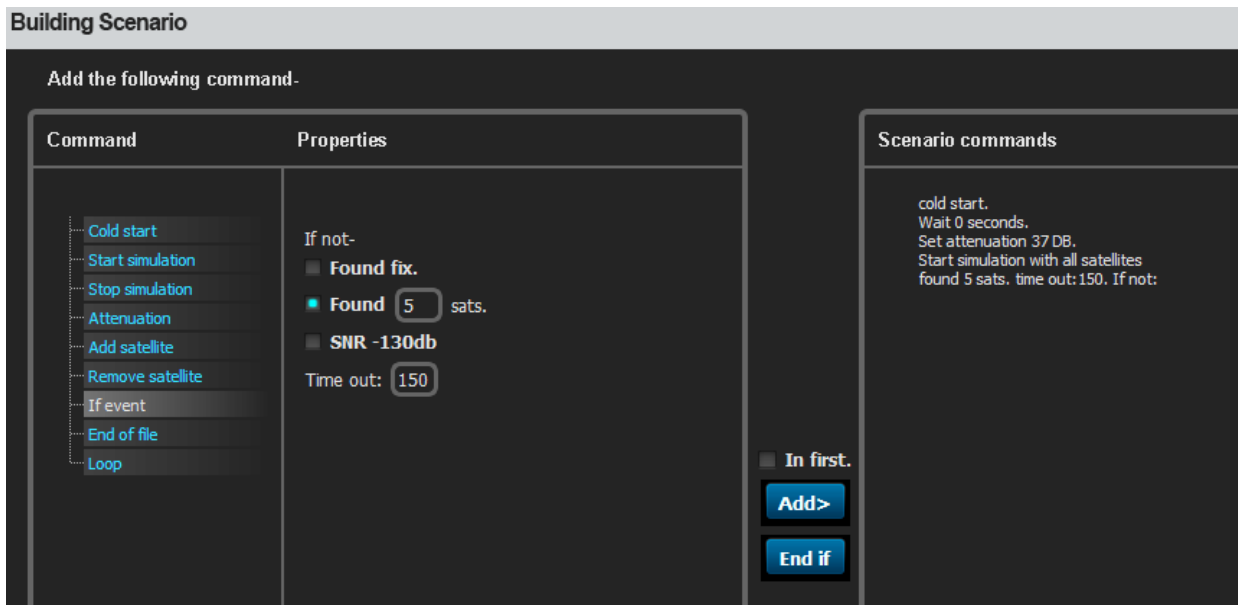 Building Scenario
Add the following command-
Command
Properties
Cold start
Start simulation
Stop simulation
Attenuation
Add satellite
Remove satellite
If event
End of file
Loop
If not-
Found fix.
Found 5 sats.
SNR -130db
Time out: 150
In first.
Add>
End if
Scenario commands
cold start.
Wait 0 seconds.
Set attenuation 37 DB.
Start simulation with all satellites
found 5 sats. time out:150. If not: